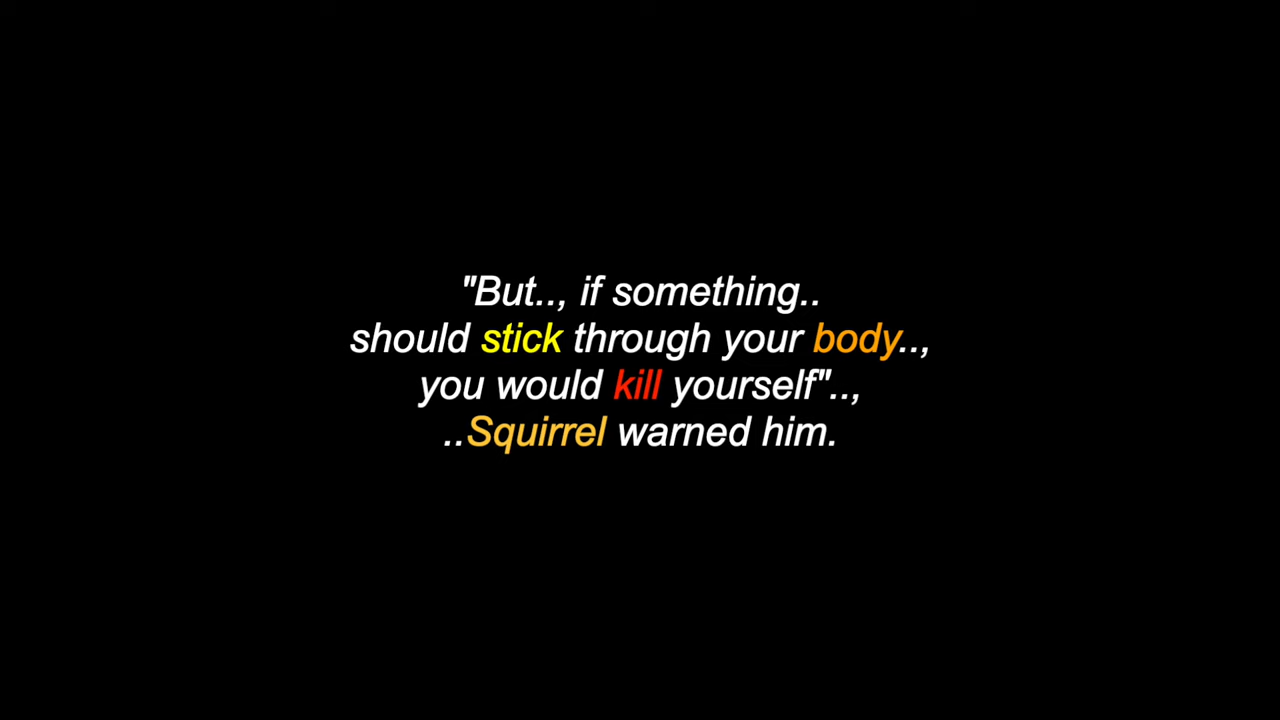 "But.., if something..
should stick through your body..,
you would kill yourself"..,
..Squirrel warned him.